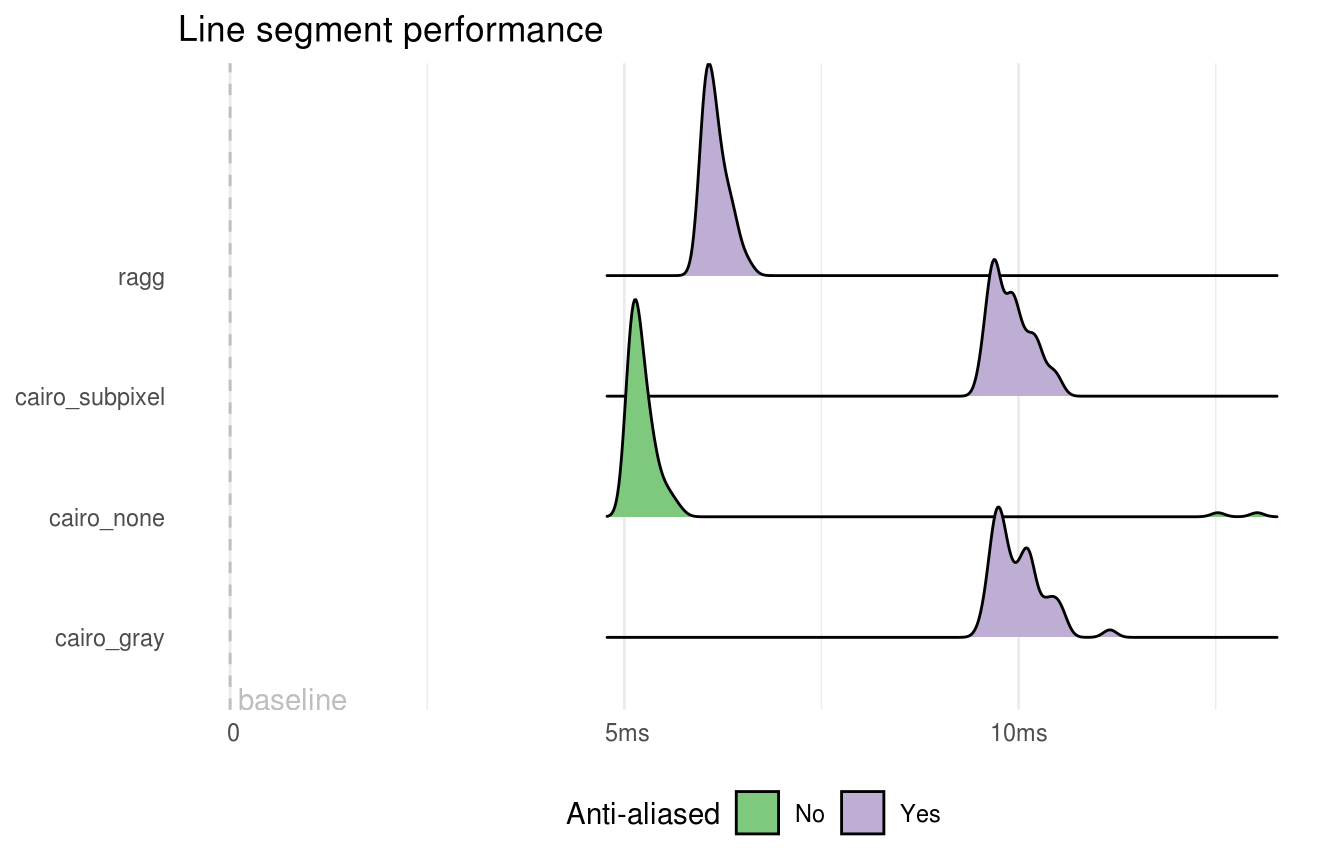 Line segment performance
ragg
cairo_subpixel
cairo_none
cairo_gray
baseline
0 5ms 10ms
Anti-aliased No Yes